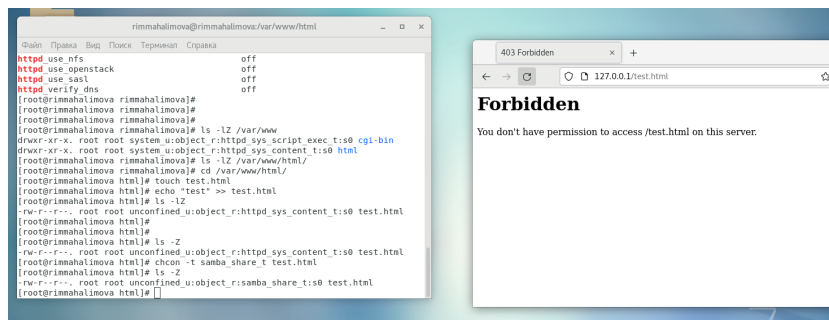 rimmahalimova@rimmahalimova:/var/www/html
Файл Правка Вид Поиск Терминал Справка
httpd_use_nfs off
httpd_use_openstack off
httpd_use_sasl off
httpd_verify_dns off
[root@rimmahalimova rimmahalimova]#
[root@rimmahalimova rimmahalimova]#
[root@rimmahalimova rimmahalimova]#
[root@rimmahalimova rimmahalimova]# ls -lZ /var/www
drwxr-xr-x. root root system_u:object_r:httpd_sys_script_exec_t:s0 cgi-bin
drwxr-xr-x. root root system_u:object_r:httpd_sys_content_t:s0 html
[root@rimmahalimova rimmahalimova]# ls -lZ /var/www/html/
[root@rimmahalimova rimmahalimova]# cd /var/www/html/
[root@rimmahalimova html]# touch test.html
[root@rimmahalimova html]# echo "test" >> test.html
[root@rimmahalimova html]# ls -lZ
-rw-r--r--. root root unconfined_u:object_r:httpd_sys_content_t:s0 test.html
[root@rimmahalimova html]#
[root@rimmahalimova html]#
[root@rimmahalimova html]# ls -Z
-rw-r--r--. root root unconfined_u:object_r:httpd_sys_content_t:s0 test.html
[root@rimmahalimova html]# chcon -t samba_share_t test.html
[root@rimmahalimova html]# ls -Z
-rw-r--r--. root root unconfined_u:object_r:samba_share_t:s0 test.html
[root@rimmahalimova html]#
403 Forbidden
127.0.0.1/test.html
Forbidden
You don't have permission to access /test.html on this server.